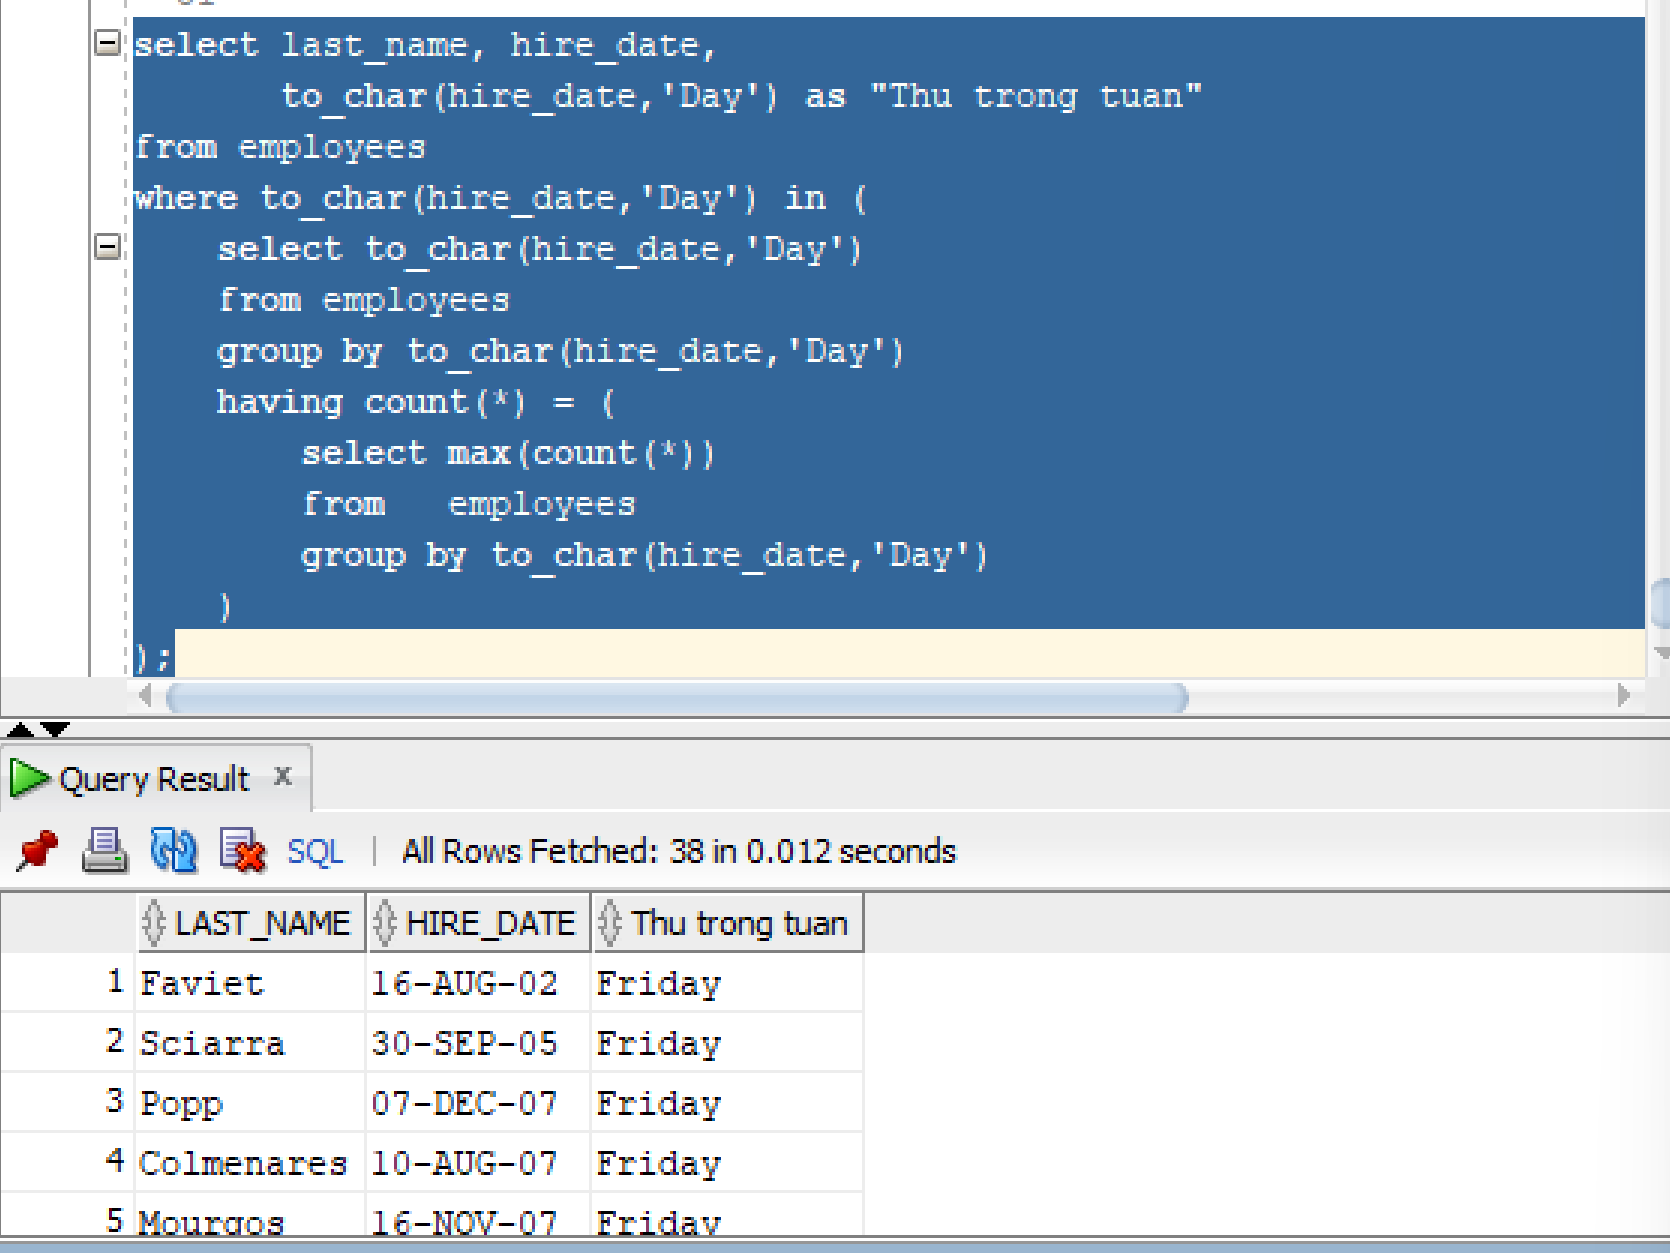 select last_name, hire_date,
to_char(hire_date,'Day') as "Thu trong tuan"
from employees
where to_char(hire_date,'Day') in (
select to_char(hire_date,'Day')
from employees
group by to_char(hire_date,'Day')
having count(*) = (
select max(count(*))
from   employees
group by to_char(hire_date,'Day')
)
);
Query Result x
SQL | All Rows Fetched: 38 in 0.012 seconds
LAST_NAME HIRE_DATE Thu trong tuan
1 Faviet 16-AUG-02 Friday
2 Sciarra 30-SEP-05 Friday
3 Popp 07-DEC-07 Friday
4 Colmenares 10-AUG-07 Friday
5 Mourgos 16-NOV-07 Friday